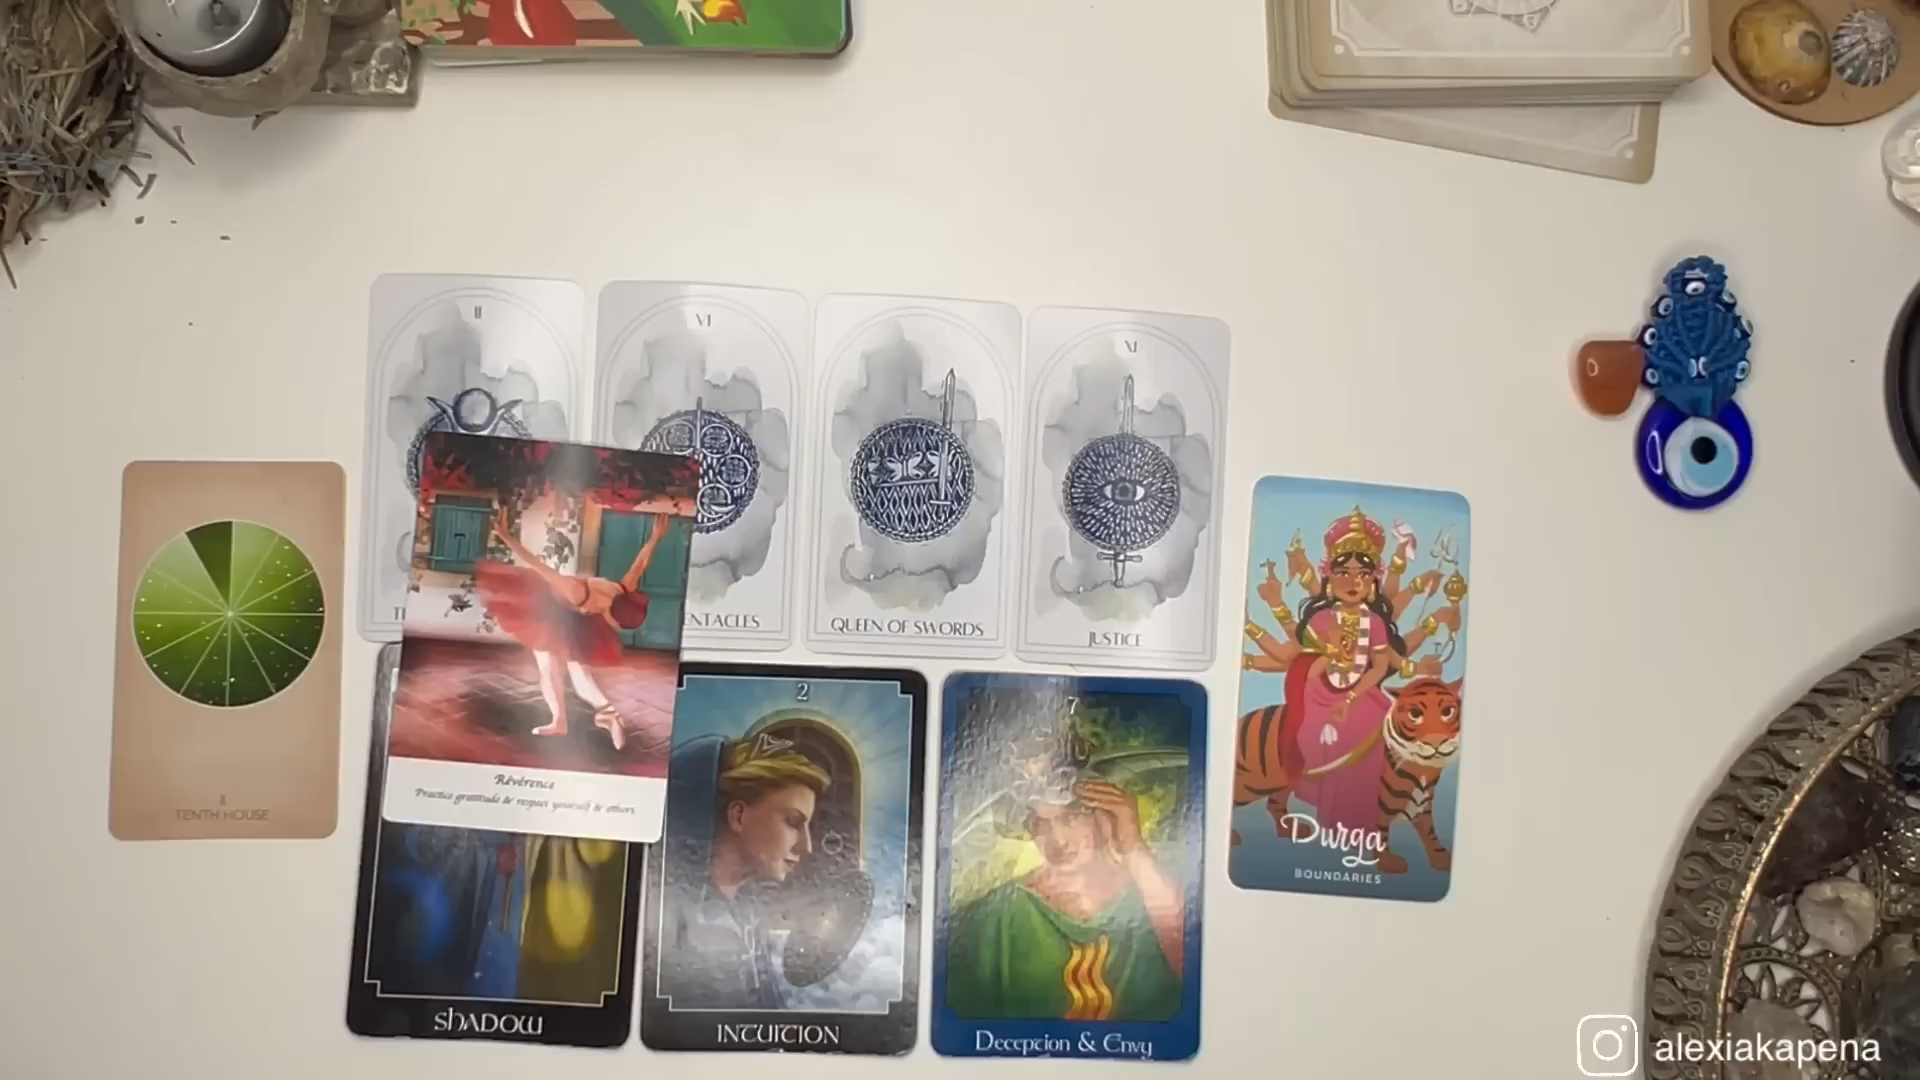 II
VI
XI
ENTACLES
QUEEN OF SWORDS
JUSTICE
Révérence
Practice gratitude & respect yourself & others
X
TENTH HOUSE
2
7
Durga
BOUNDARIES
SHADOW
INTUITION
Deception & Envy
alexiakapena